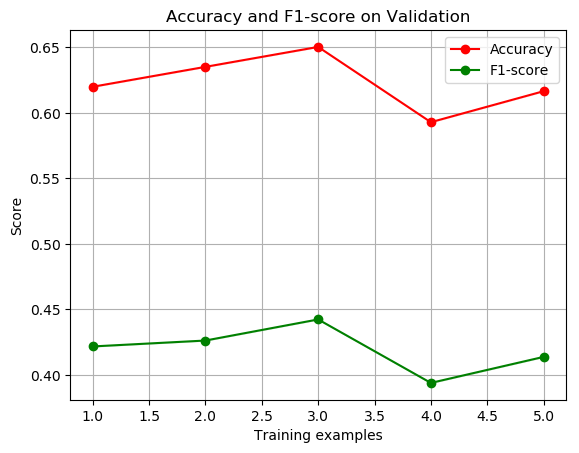 Accuracy and F1-score on Validation
Accuracy
F1-score
0.65
0.60
0.55
0.50
0.45
0.40
Score
1.0 1.5 2.0 2.5 3.0 3.5 4.0 4.5 5.0
Training examples